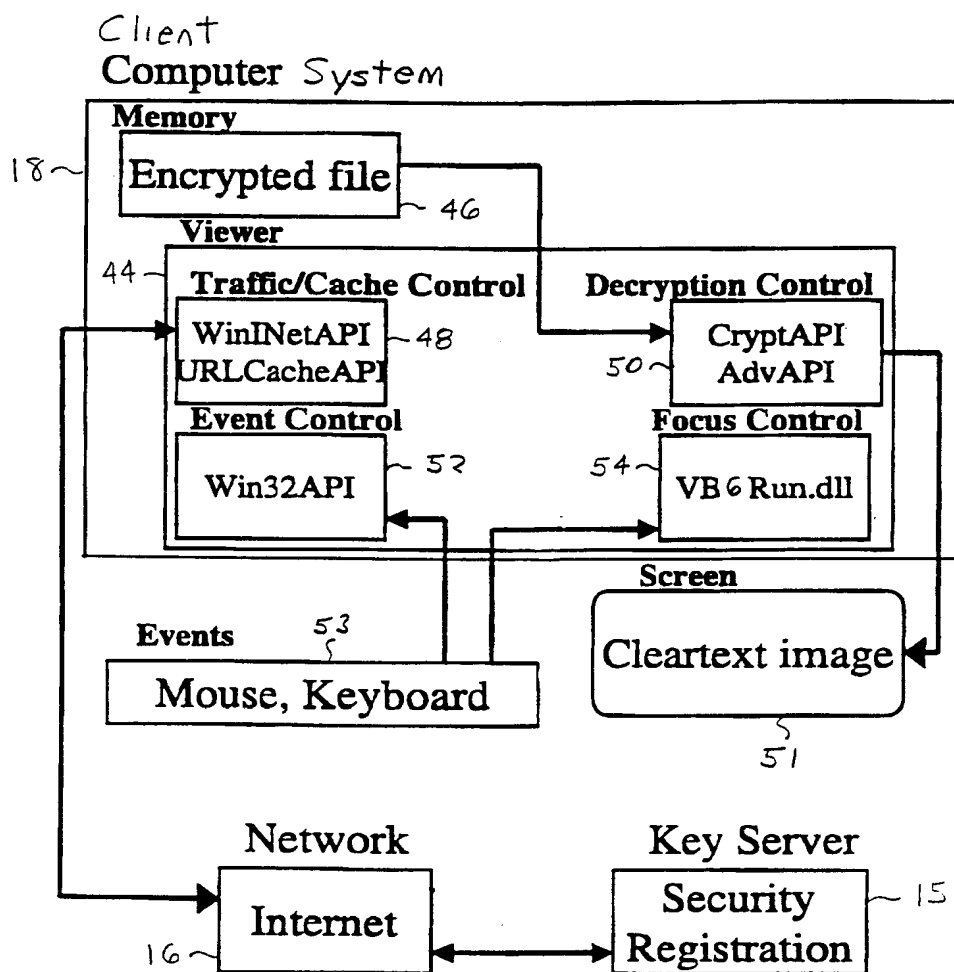 Client
Computer System
Memory
18
Encrypted file
46
Viewer
44
Traffic/Cache Control
Decryption Control
WinINetAPI
URLCacheAPI
48
CryptAPI
AdvAPI
50
Event Control
Focus Control
Win32API
52
54
VB6Run.dll
Screen
Events
53
Mouse, Keyboard
Cleartext image
51
Network
Key Server
Internet
16
Security
Registration
15